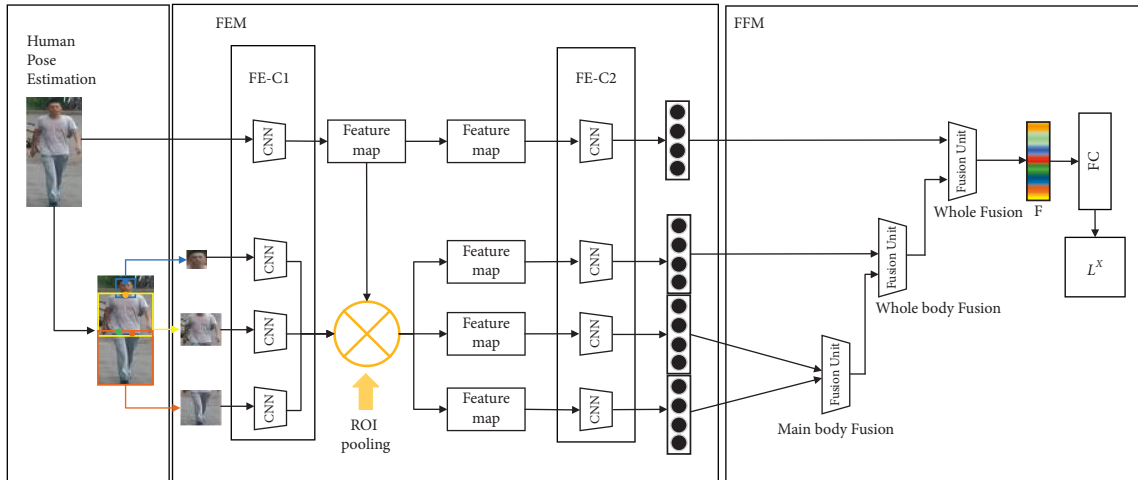 Human
Pose
Estimation
FEM
FE-C1
CNN
Feature
map
Feature
map
FE-C2
CNN
CNN
Feature
map
CNN
CNN
Feature
map
CNN
CNN
Feature
map
CNN
ROI
pooling
FFM
Fusion Unit
Whole Fusion
F
FC
L^X
Fusion Unit
Whole body Fusion
Fusion Unit
Main body Fusion